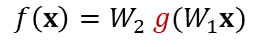 f(x) = W₂ g(W₁x)